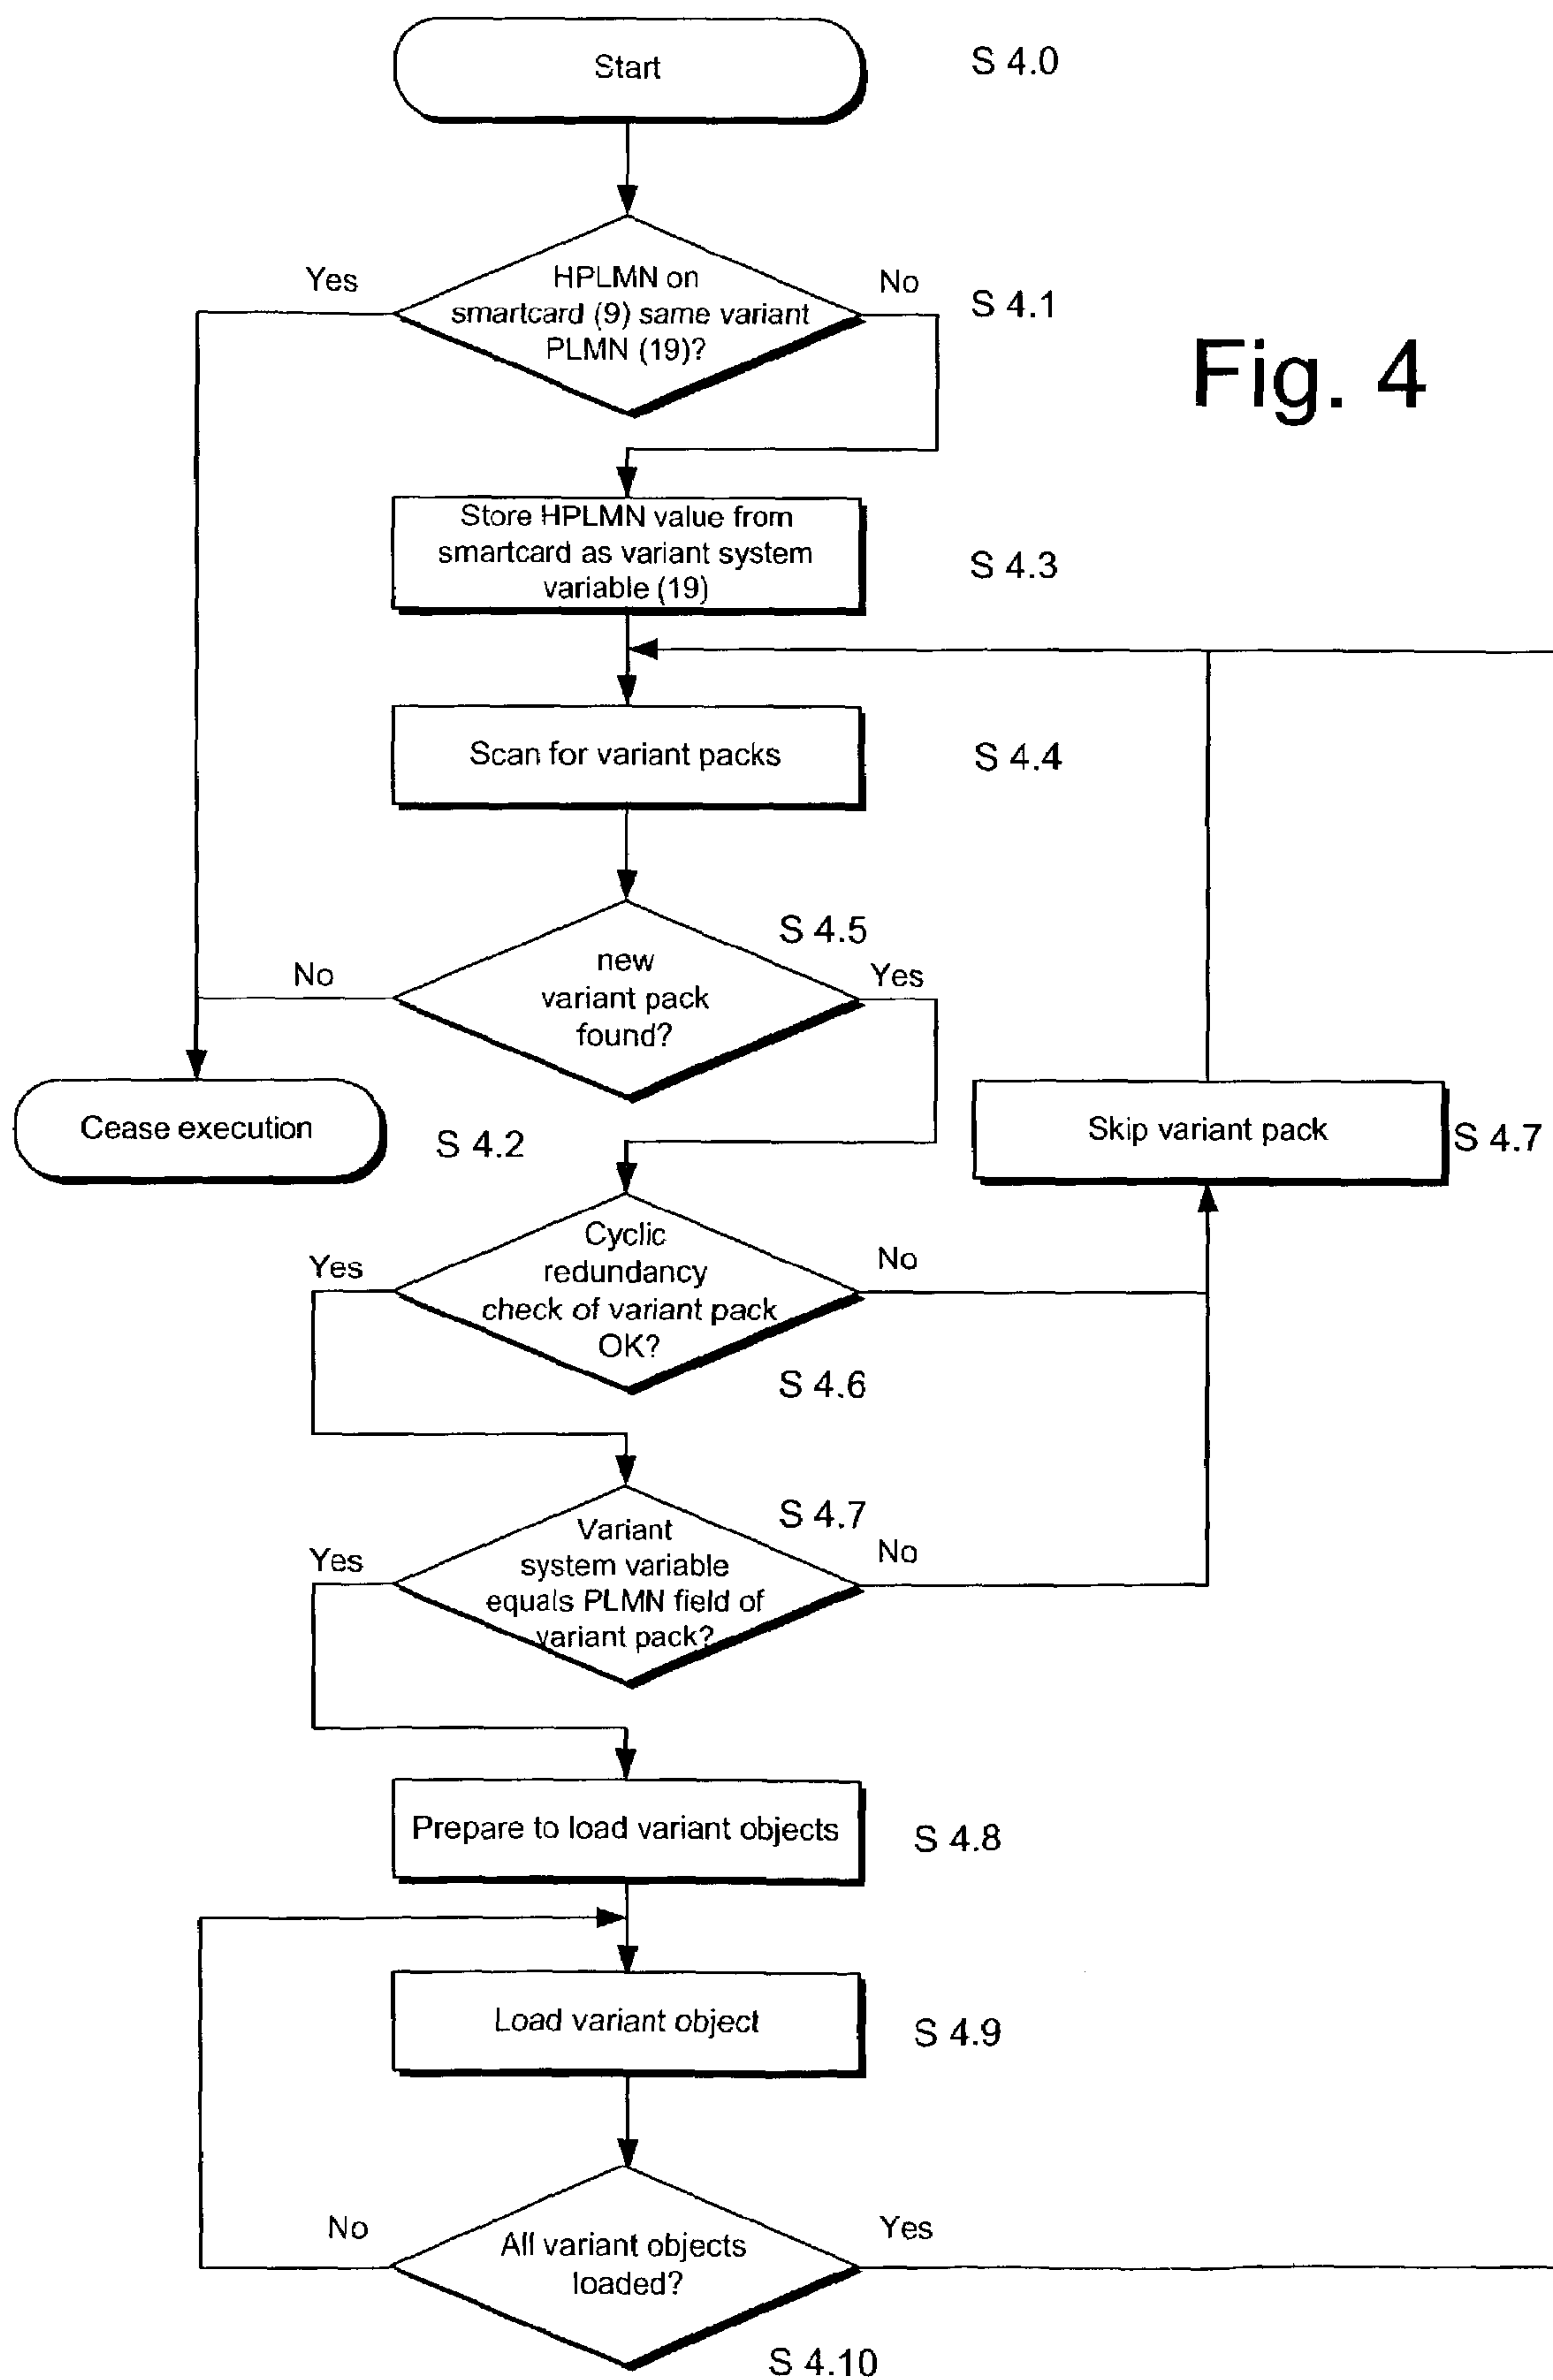 Start
S 4.0
Yes
HPLMN on
smartcard (9) same variant
PLMN (19)?
No
S 4.1
Fig. 4
Store HPLMN value from
smartcard as variant system
variable (19)
S 4.3
Scan for variant packs
S 4.4
S 4.5
No
new
variant pack
found?
Yes
Cease execution
S 4.2
Skip variant pack
S 4.7
Yes
Cyclic
redundancy
check of variant pack
OK?
No
S 4.6
S 4.7
Yes
Variant
system variable
equals PLMN field of
variant pack?
No
Prepare to load variant objects
S 4.8
Load variant object
S 4.9
No
All variant objects
loaded?
Yes
S 4.10